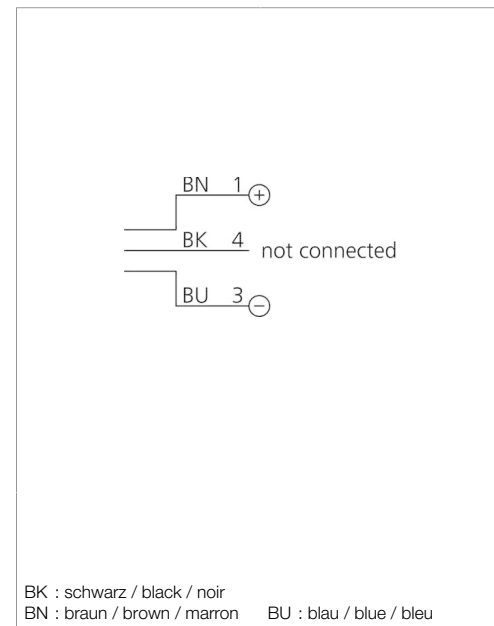 BN 1 +
BK 4 not connected
BU 3 −
BK : schwarz / black / noir
BN : braun / brown / marron BU : blau / blue / bleu